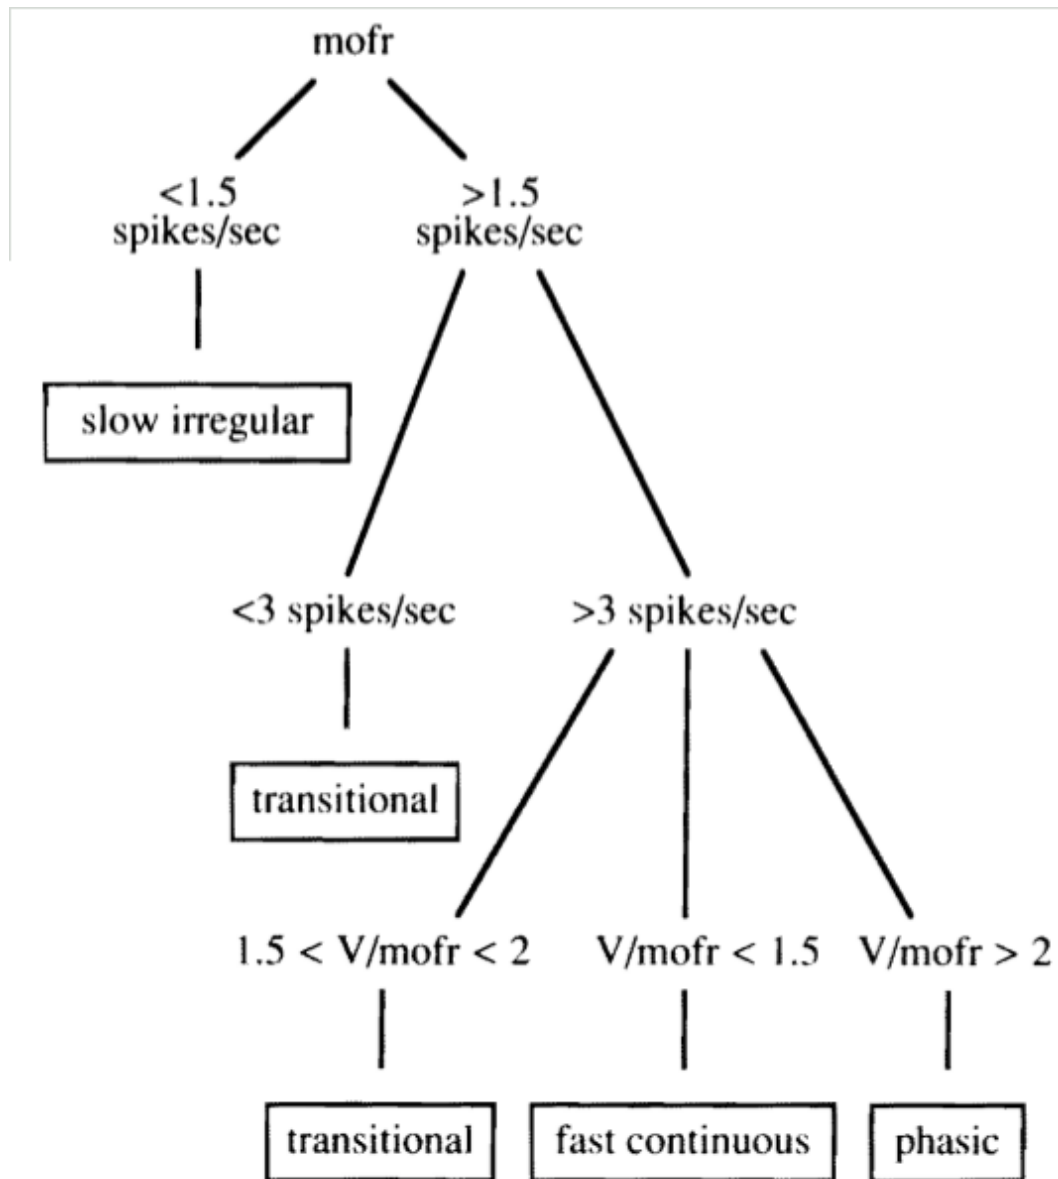 mofr
<1.5
spikes/sec
>1.5
spikes/sec
slow irregular
<3 spikes/sec
>3 spikes/sec
transitional
1.5 < V/mofr < 2
V/mofr < 1.5
V/mofr > 2
transitional
fast continuous
phasic